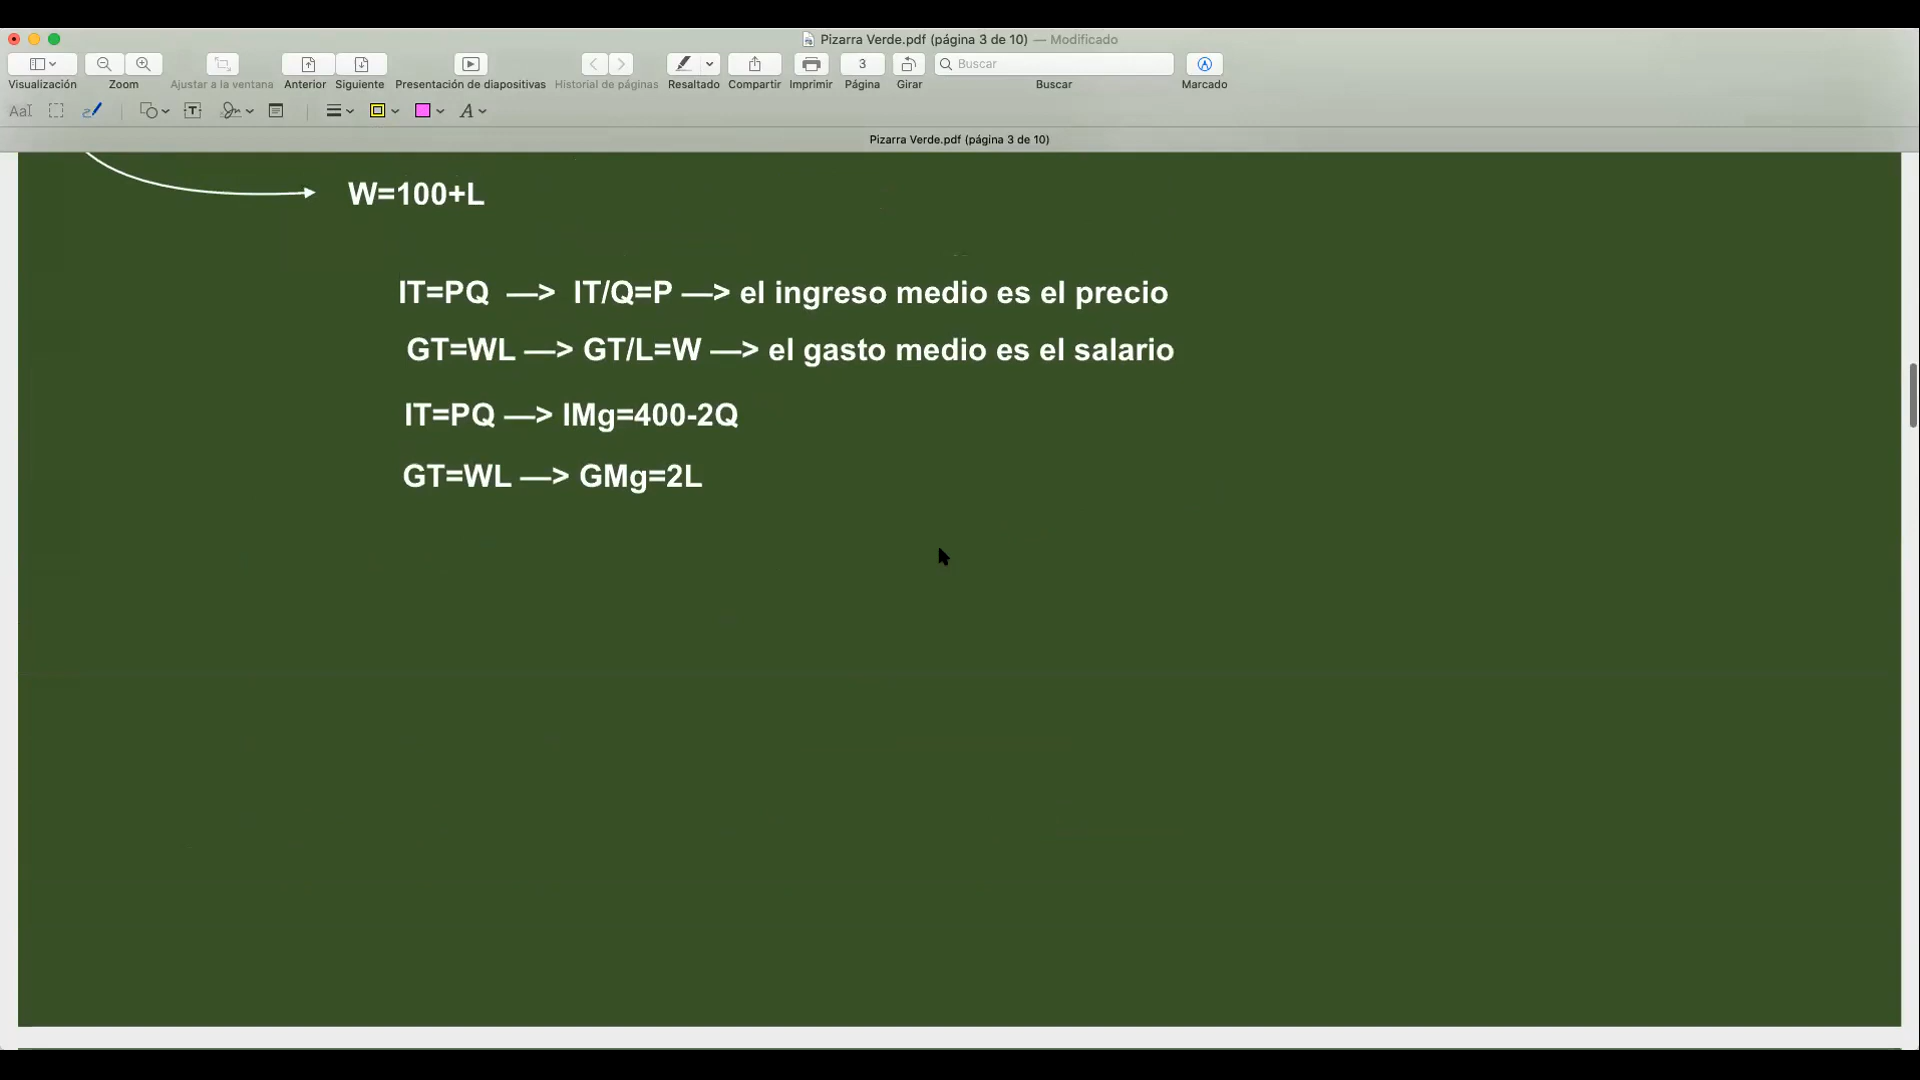 Pizarra Verde.pdf (página 3 de 10) — Modificado
3
Buscar
Visualización
Zoom
Ajustar a la ventana
Anterior
Siguiente
Presentación de diapositivas
Historial de páginas
Resaltado
Compartir
Imprimir
Página
Girar
Buscar
Marcado
Pizarra Verde.pdf (página 3 de 10)
W=100+L
IT=PQ —> IT/Q=P —> el ingreso medio es el precio
GT=WL —> GT/L=W —> el gasto medio es el salario
IT=PQ —> IMg=400-2Q
GT=WL —> GMg=2L